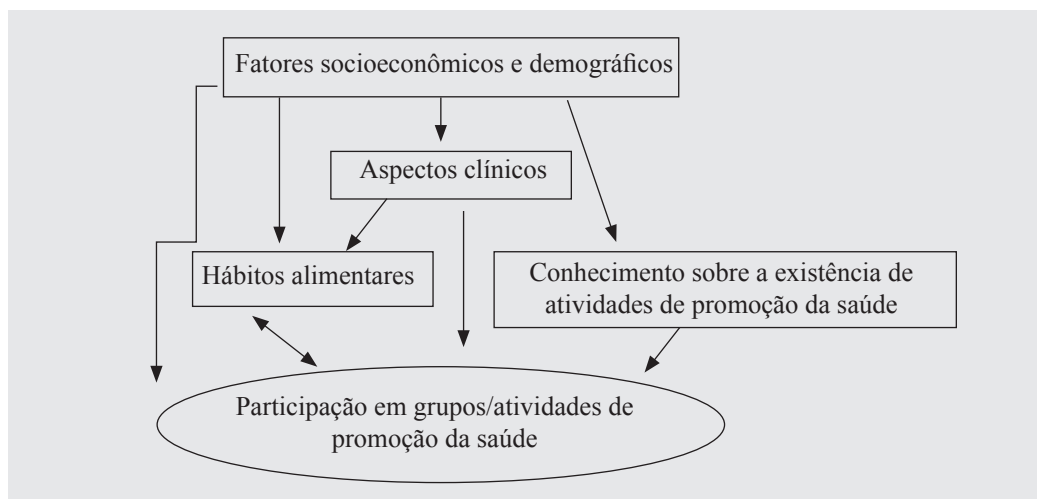 Fatores socioeconômicos e demográficos
Aspectos clínicos
Hábitos alimentares
Conhecimento sobre a existência de
atividades de promoção da saúde
Participação em grupos/atividades de
promoção da saúde